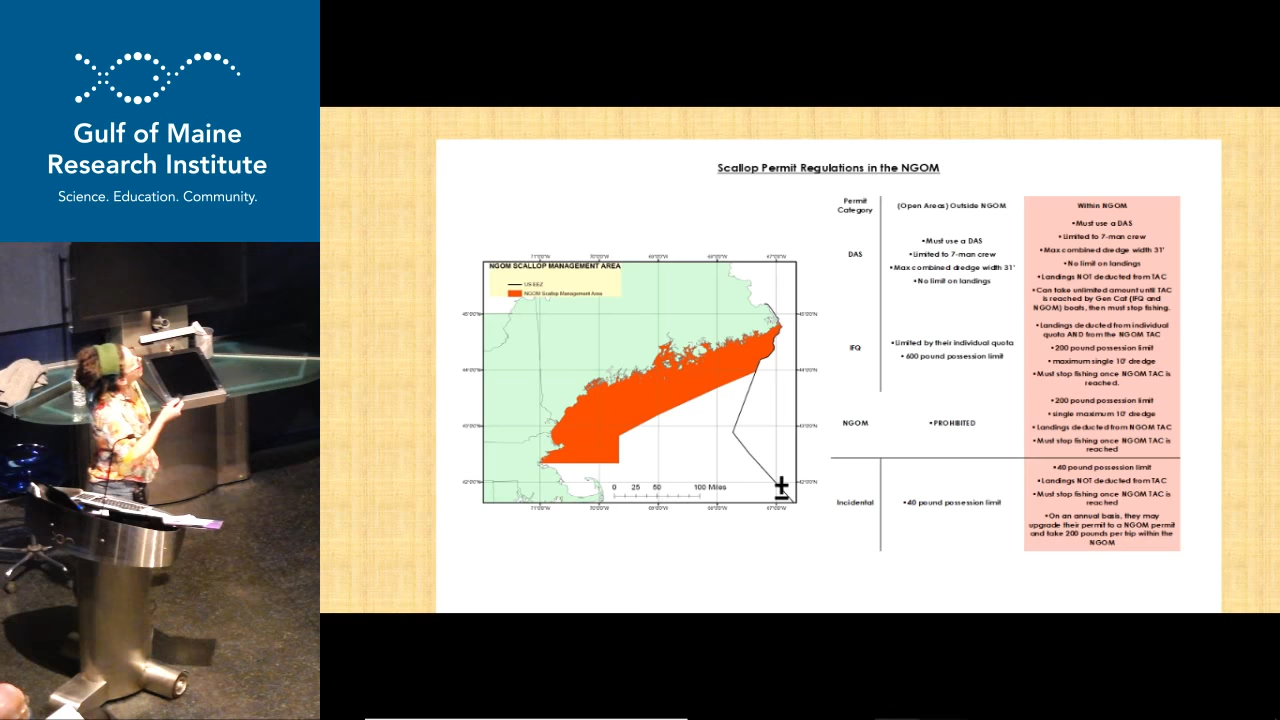 Gulf of Maine
Research Institute
Science. Education. Community.
Scallop Permit Regulations in the NGOM
Permit
Category
(Open Areas) Outside NGOM
Within NGOM
DAS
•Must use a DAS
•Limited to 7-man crew
•Max combined dredge width 31'
•No limit on landings
•Must use a DAS
•Limited to 7-man crew
•Max combined dredge width 31'
•No limit on landings
•Landings NOT deducted from TAC
•Can take unlimited amount until TAC
is reached by Gen Cat (IFQ and
NGOM) boats, then must stop fishing.
IFQ
•Limited by their individual quota
•600 pound possession limit
•Landings deducted from individual
quota AND from the NGOM TAC
•200 pound possession limit
•maximum single 10' dredge
•Must stop fishing once NGOM TAC is
reached.
NGOM
•PROHIBITED
•200 pound possession limit
•single maximum 10' dredge
•Landings deducted from NGOM TAC
•Must stop fishing once NGOM TAC is
reached
Incidental
•40 pound possession limit
•40 pound possession limit
•Landings NOT deducted from TAC
•Must stop fishing once NGOM TAC is
reached
•On an annual basis, they may
upgrade their permit to a NGOM permit
and take 200 pounds per trip within the
NGOM
NGOM SCALLOP MANAGEMENT AREA
US EEZ
NGOM Scallop Management Area
0 25 50 100 Miles